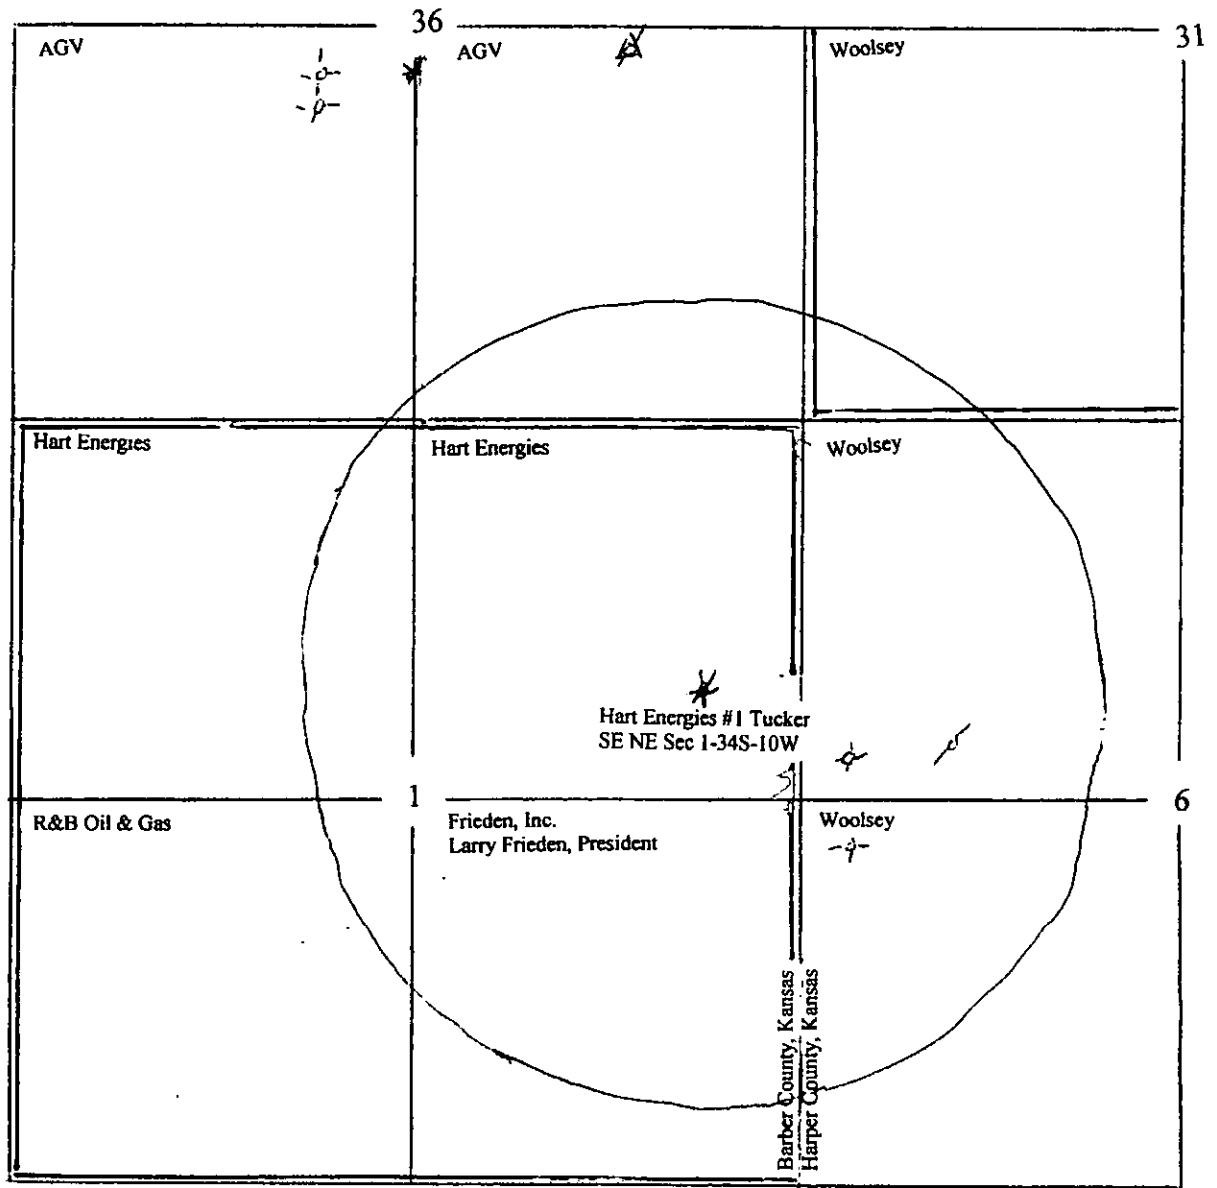 36
31
AGV
AGV
Woolsey
Hart Energies
Hart Energies
Woolsey
Hart Energies #1 Tucker
SE NE Sec 1-34S-10W
1
6
R&B Oil & Gas
Frieden, Inc.
Larry Frieden, President
Woolsey
Barber County, Kansas
Harper County, Kansas